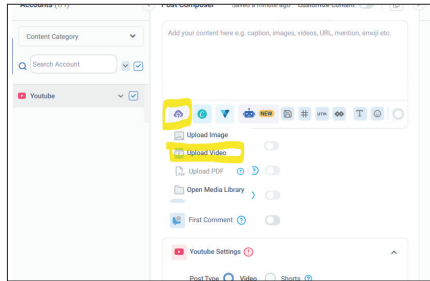 Accounts (1/1)
Post Composer Saved a minute ago Customize Content
Content Category
Add your content here e.g. caption, images, videos, URL, mention, emoji etc.
Search Account
Youtube
NEW
UTM
Upload Image
Upload Video
Upload PDF
Open Media Library
First Comment
Youtube Settings
Post Type Video Shorts